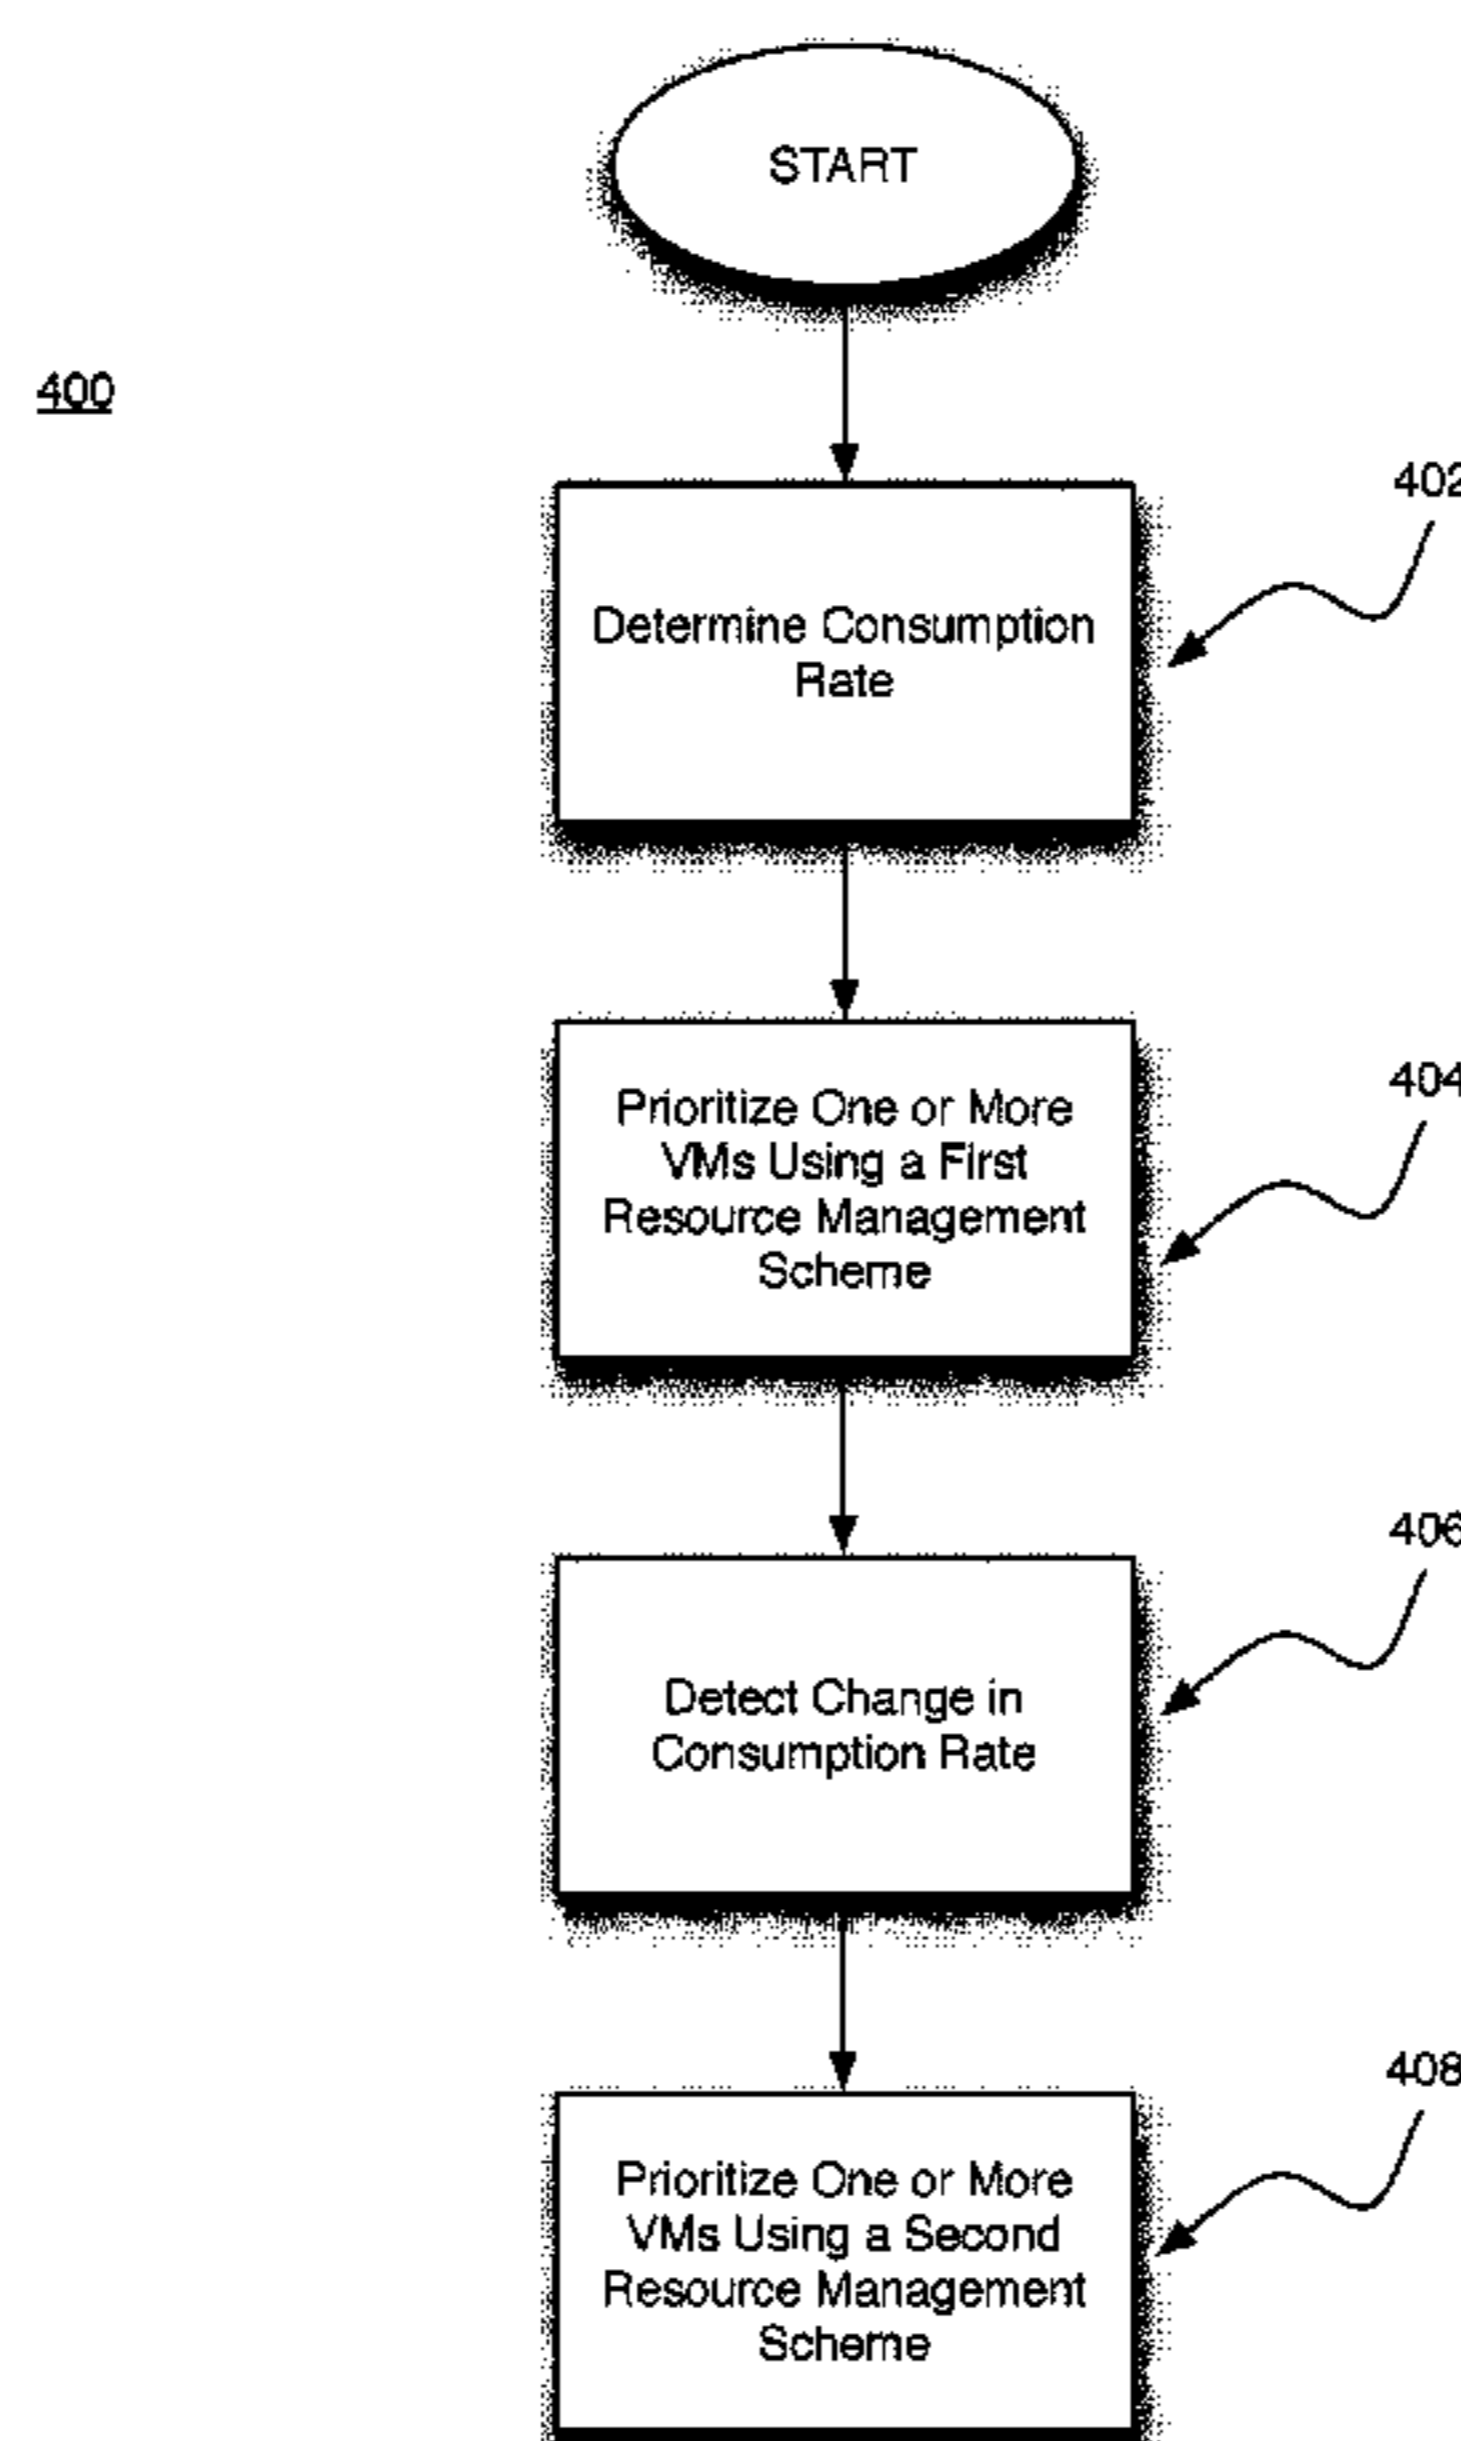 START
400
402
Determine Consumption
Rate
404
Prioritize One or More
VMs Using a First
Resource Management
Scheme
406
Detect Change in
Consumption Rate
408
Prioritize One or More
VMs Using a Second
Resource Management
Scheme